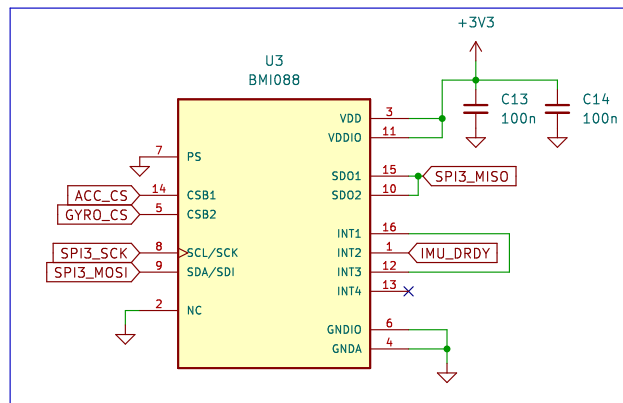 +3V3
U3
BMI088
C13
100n
C14
100n
VDD 3
VDDIO 11
7 PS
SDO1 15 SPI3_MISO
SDO2 10
ACC_CS 14 CSB1
GYRO_CS 5 CSB2
INT1 16
SPI3_SCK 8 SCL/SCK
INT2 1 IMU_DRDY
SPI3_MOSI 9 SDA/SDI
INT3 12
INT4 13
2 NC
GNDIO 6
GNDA 4